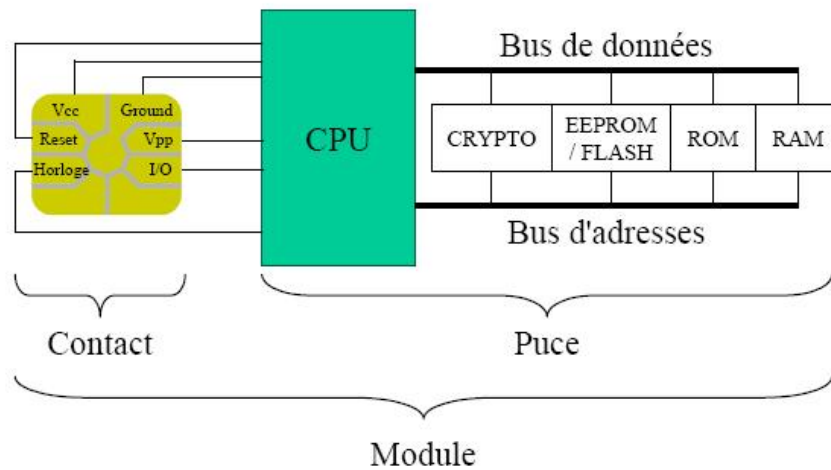 Bus de données
Vcc Ground
Reset Vpp
Horloge I/O
CPU
CRYPTO
EEPROM
/ FLASH
ROM
RAM
Bus d'adresses
Contact
Puce
Module